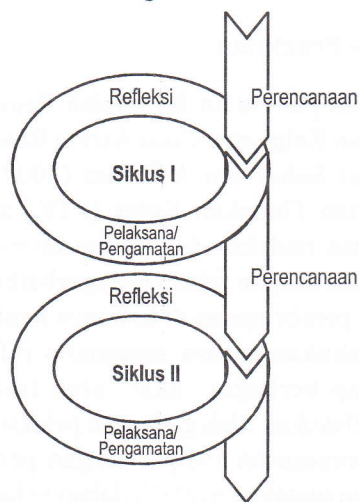 Refleksi
Perencanaan
Siklus I
Pelaksana/
Pengamatan
Perencanaan
Refleksi
Siklus II
Pelaksana/
Pengamatan